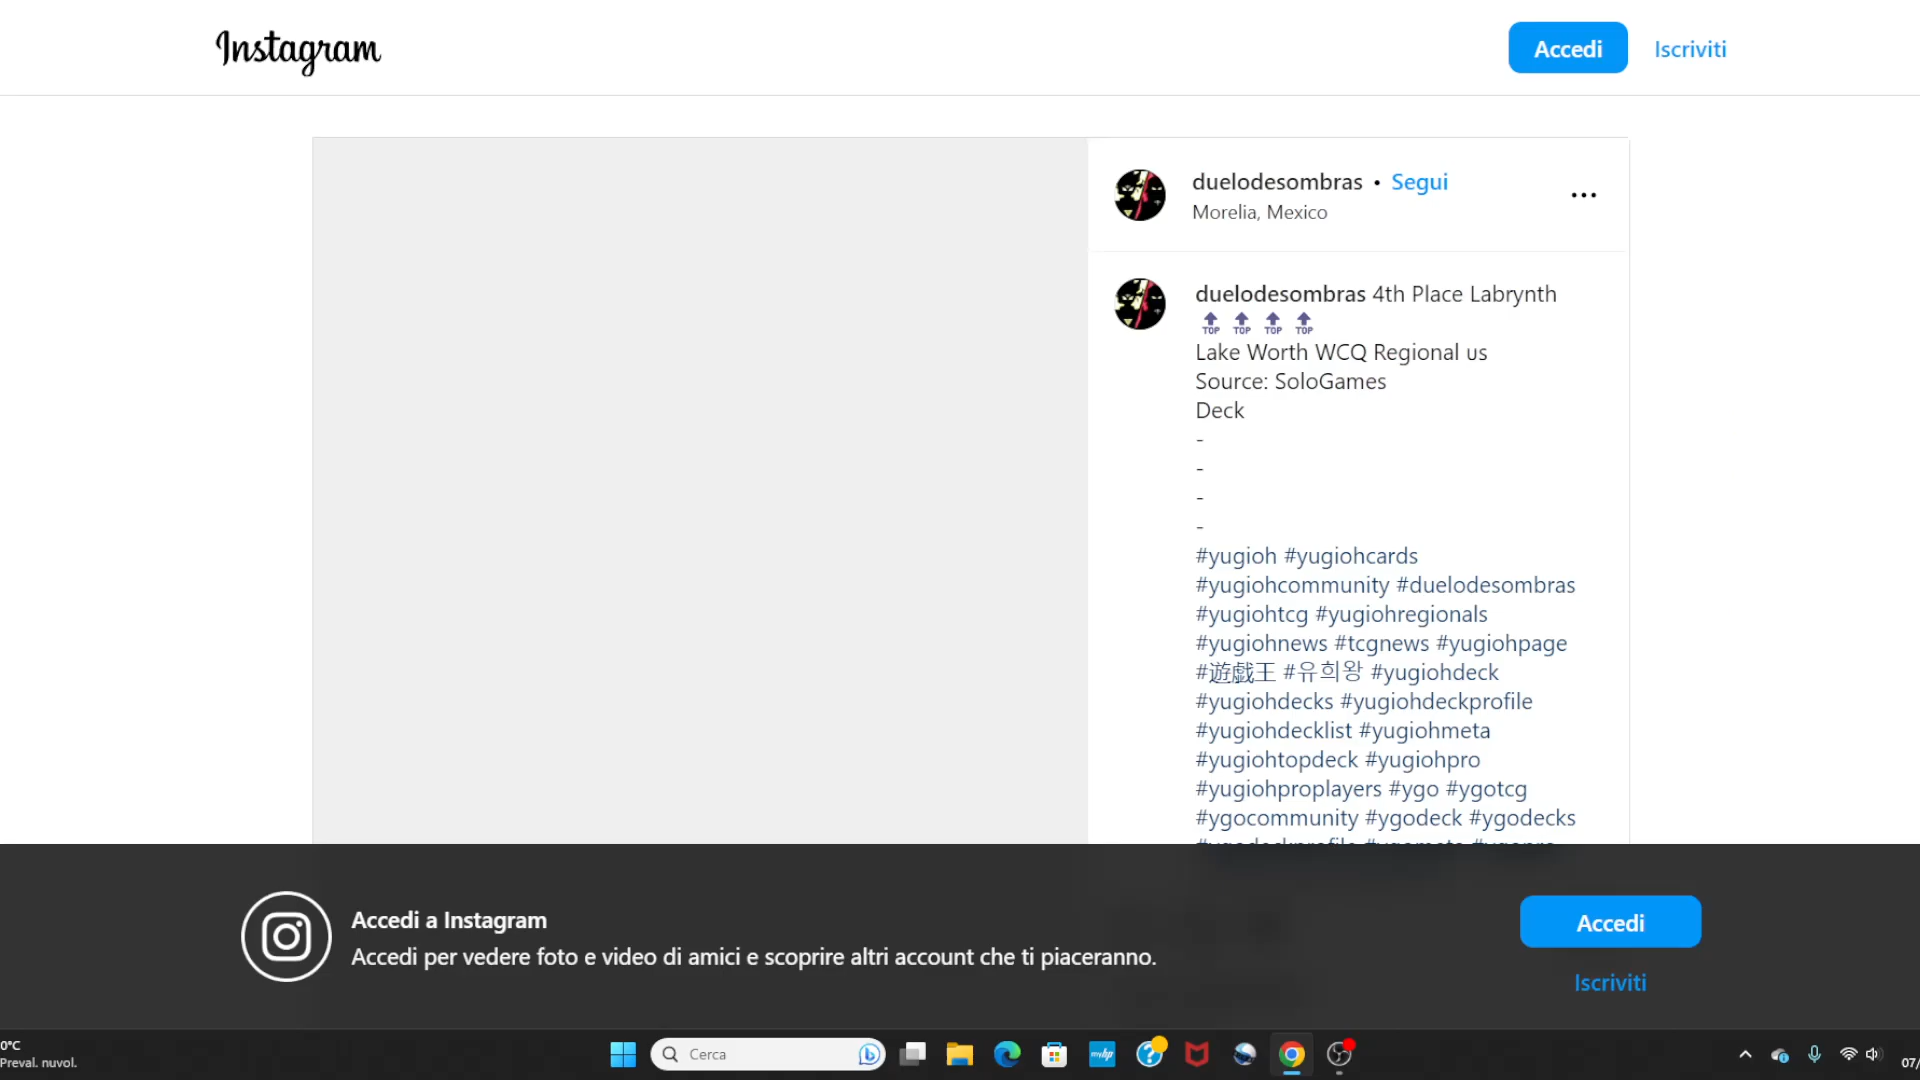 Instagram
Accedi
Iscriviti
duelodesombras • Segui
Morelia, Mexico
duelodesombras 4th Place Labrynth
TOP TOP TOP TOP
Lake Worth WCQ Regional us
Source: SoloGames
Deck
-
-
-
-
#yugioh #yugiohcards
#yugiohcommunity #duelodesombras
#yugiohtcg #yugiohregionals
#yugiohnews #tcgnews #yugiohpage
#遊戯王 #유희왕 #yugiohdeck
#yugiohdecks #yugiohdeckprofile
#yugiohdecklist #yugiohmeta
#yugiohtopdeck #yugiohpro
#yugiohproplayers #ygo #ygotcg
#ygocommunity #ygodeck #ygodecks
Accedi a Instagram
Accedi per vedere foto e video di amici e scoprire altri account che ti piaceranno.
Accedi
Iscriviti
0°C
Preval. nuvol.
Cerca
myhp
07/